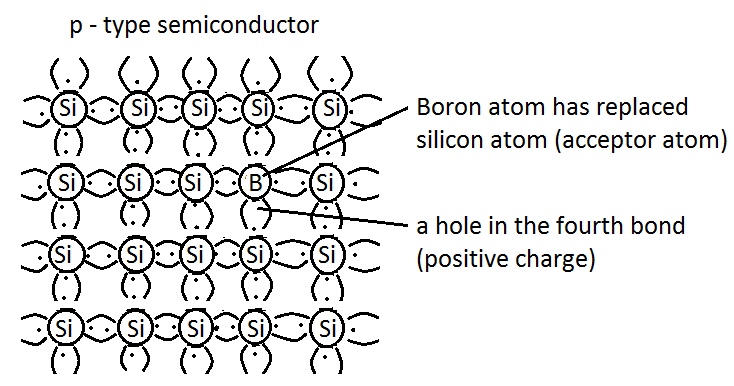 p - type semiconductor
Si Si Si Si Si
Boron atom has replaced
silicon atom (acceptor atom)
Si Si Si B Si
a hole in the fourth bond
(positive charge)
Si Si Si Si Si
Si Si Si Si Si